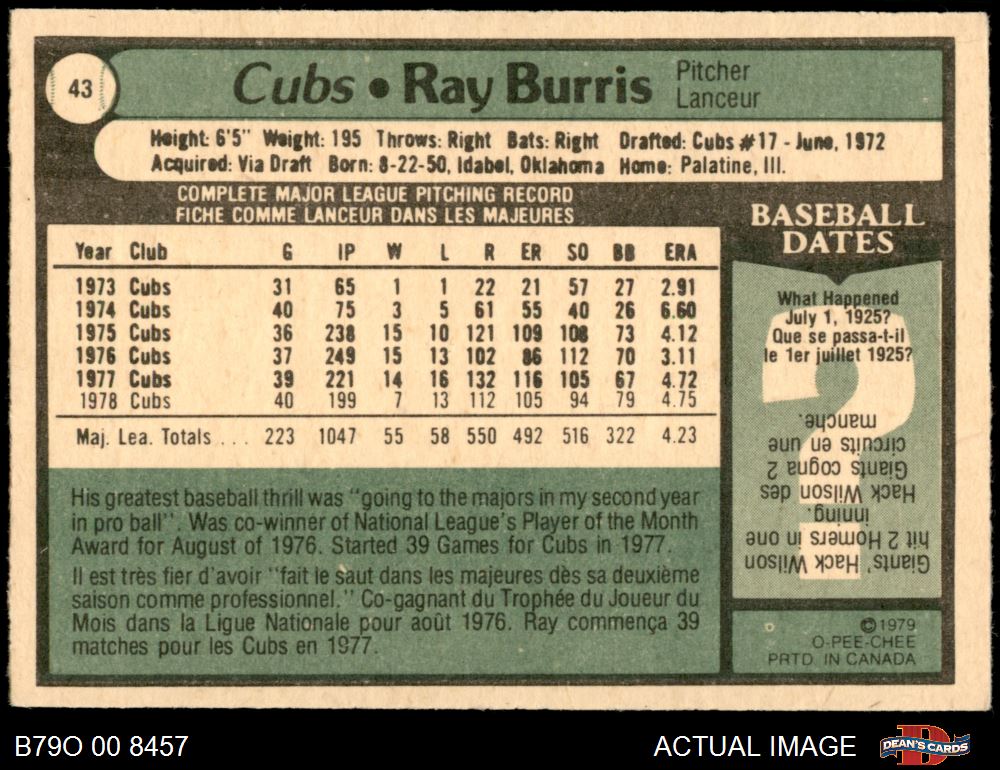 43
Cubs • Ray Burris
Pitcher
Lanceur
Height: 6'5" Weight: 195 Throws: Right Bats: Right Drafted: Cubs #17 - June, 1972
Acquired: Via Draft Born: 8-22-50, Idabel, Oklahoma Home: Palatine, Ill.
COMPLETE MAJOR LEAGUE PITCHING RECORD
FICHE COMME LANCEUR DANS LES MAJEURES
Year Club G IP W L R ER SO BB ERA
1973 Cubs 31 65 1 1 22 21 57 27 2.91
1974 Cubs 40 75 3 5 61 55 40 26 6.60
1975 Cubs 36 238 15 10 121 109 108 73 4.12
1976 Cubs 37 249 15 13 102 86 112 70 3.11
1977 Cubs 39 221 14 16 132 116 105 67 4.72
1978 Cubs 40 199 7 13 112 105 94 79 4.75
Maj. Lea. Totals . . . 223 1047 55 58 550 492 516 322 4.23
His greatest baseball thrill was "going to the majors in my second year
in pro ball". Was co-winner of National League's Player of the Month
Award for August of 1976. Started 39 Games for Cubs in 1977.
Il est très fier d'avoir "fait le saut dans les majeures dès sa deuxième
saison comme professionnel." Co-gagnant du Trophée du Joueur du
Mois dans la Ligue Nationale pour août 1976. Ray commença 39
matches pour les Cubs en 1977.
BASEBALL
DATES
What Happened
July 1, 1925?
Que se passa-t-il
le 1er juillet 1925?
Giants' Hack Wilson
hit 2 Homers in one
inning.
Hack Wilson des
Giants cogna 2
circuits en une
manche.
©1979
O-PEE-CHEE
PRTD IN CANADA
B79O 00 8457
ACTUAL IMAGE
D
DEAN'S CARDS